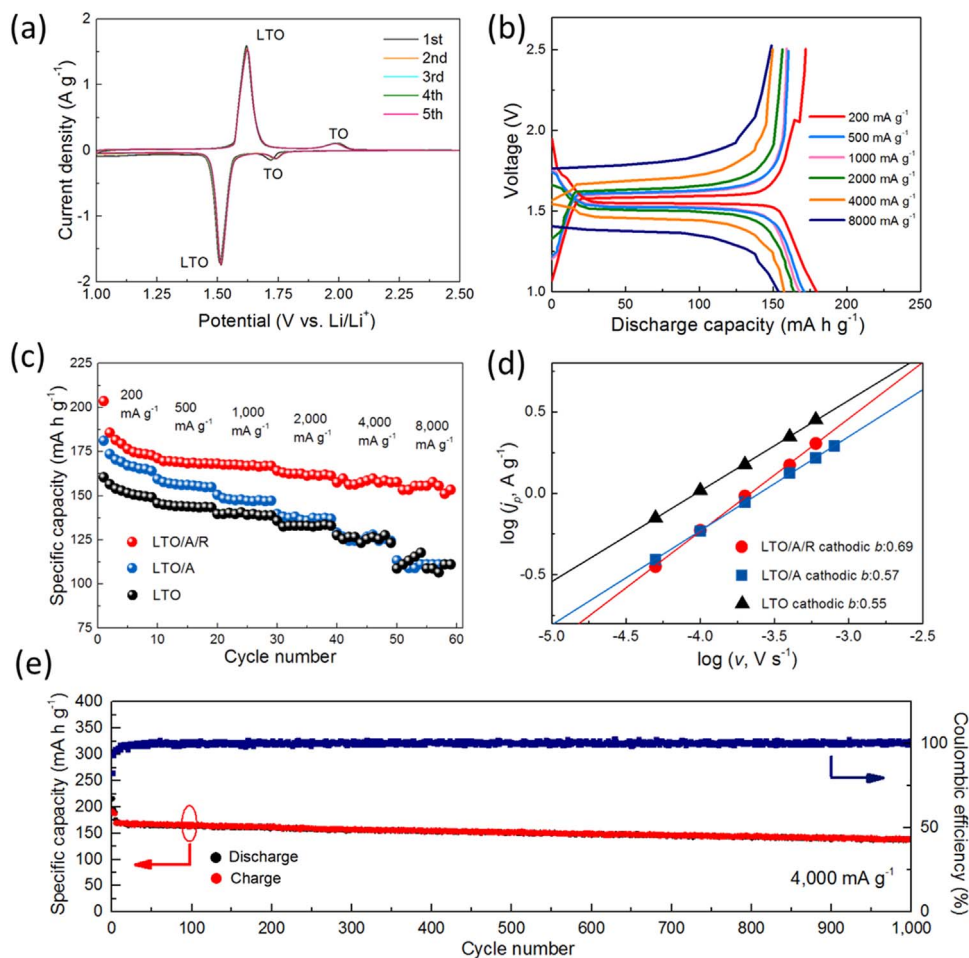 (a)
2
1
0
-1
-2
Current density (A g⁻¹)
LTO
TO
TO
LTO
1st
2nd
3rd
4th
5th
1.00 1.25 1.50 1.75 2.00 2.25 2.50
Potential (V vs. Li/Li⁺)
(b)
2.5
2.0
1.5
1.0
Voltage (V)
200 mA g⁻¹
500 mA g⁻¹
1000 mA g⁻¹
2000 mA g⁻¹
4000 mA g⁻¹
8000 mA g⁻¹
0 50 100 150 200 250
Discharge capacity (mA h g⁻¹)
(c)
225
200
175
150
125
100
75
Specific capacity (mA h g⁻¹)
200
mA g⁻¹
500
mA g⁻¹
1,000
mA g⁻¹
2,000
mA g⁻¹
4,000
mA g⁻¹
8,000
mA g⁻¹
LTO/A/R
LTO/A
LTO
0 10 20 30 40 50 60
Cycle number
(d)
0.5
0.0
-0.5
log (jₚ, A g⁻¹)
LTO/A/R cathodic b:0.69
LTO/A cathodic b:0.57
LTO cathodic b:0.55
-5.0 -4.5 -4.0 -3.5 -3.0 -2.5
log (v, V s⁻¹)
(e)
400
350
300
250
200
150
100
50
0
Specific capacity (mA h g⁻¹)
Discharge
Charge
4,000 mA g⁻¹
100
50
0
Coulombic efficiency (%)
0 100 200 300 400 500 600 700 800 900 1,000
Cycle number